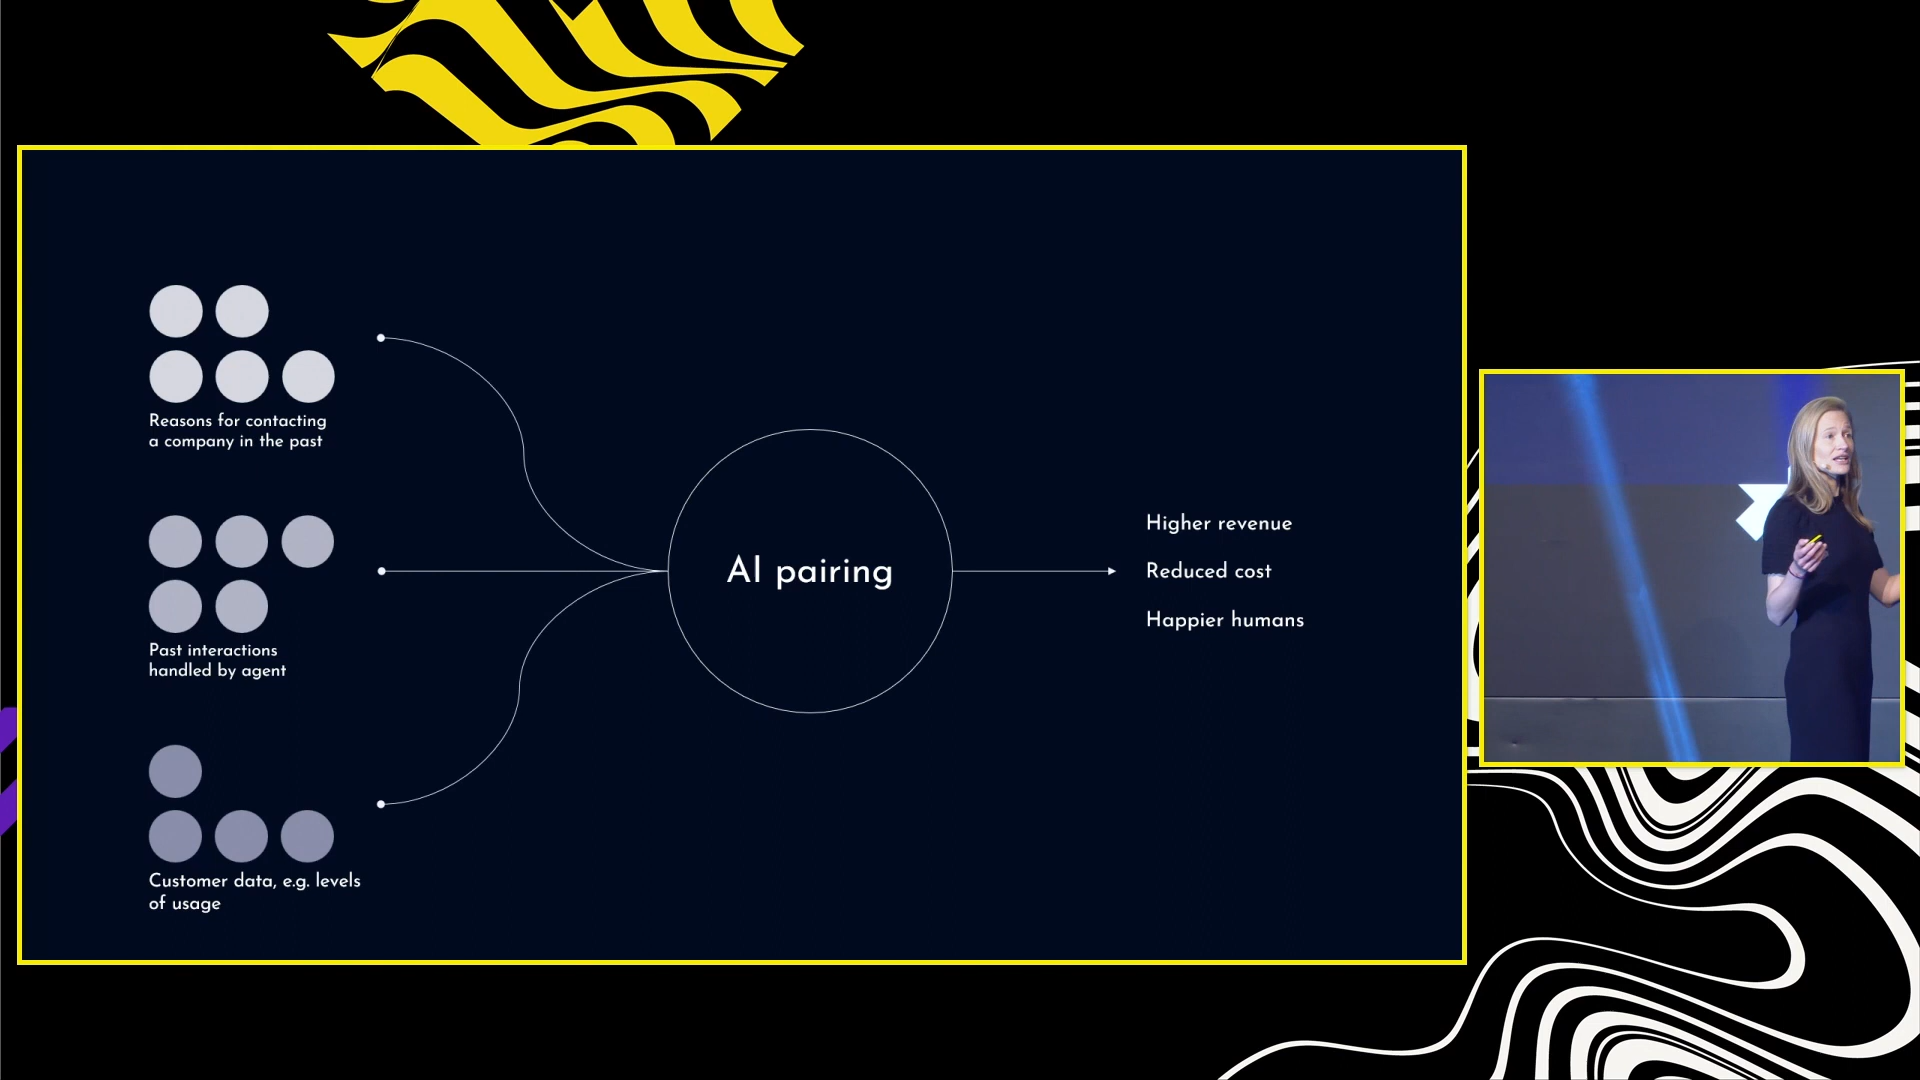 Reasons for contacting
a company in the past
Past interactions
handled by agent
Customer data, e.g. levels
of usage
AI pairing
Higher revenue
Reduced cost
Happier humans